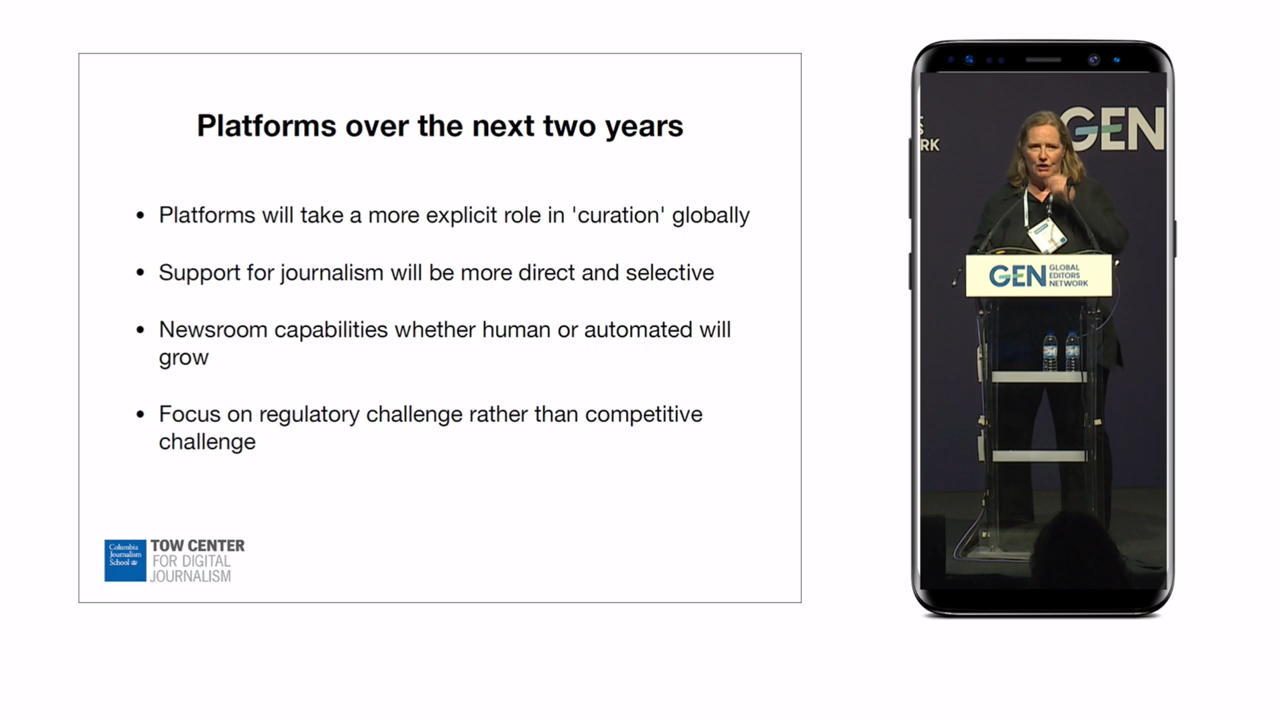 Platforms over the next two years
• Platforms will take a more explicit role in 'curation' globally
• Support for journalism will be more direct and selective
• Newsroom capabilities whether human or automated will
grow
• Focus on regulatory challenge rather than competitive
challenge
Columbia
Journalism
School
TOW CENTER
FOR DIGITAL
JOURNALISM
RK
GEN
GEN GLOBAL
EDITORS
NETWORK